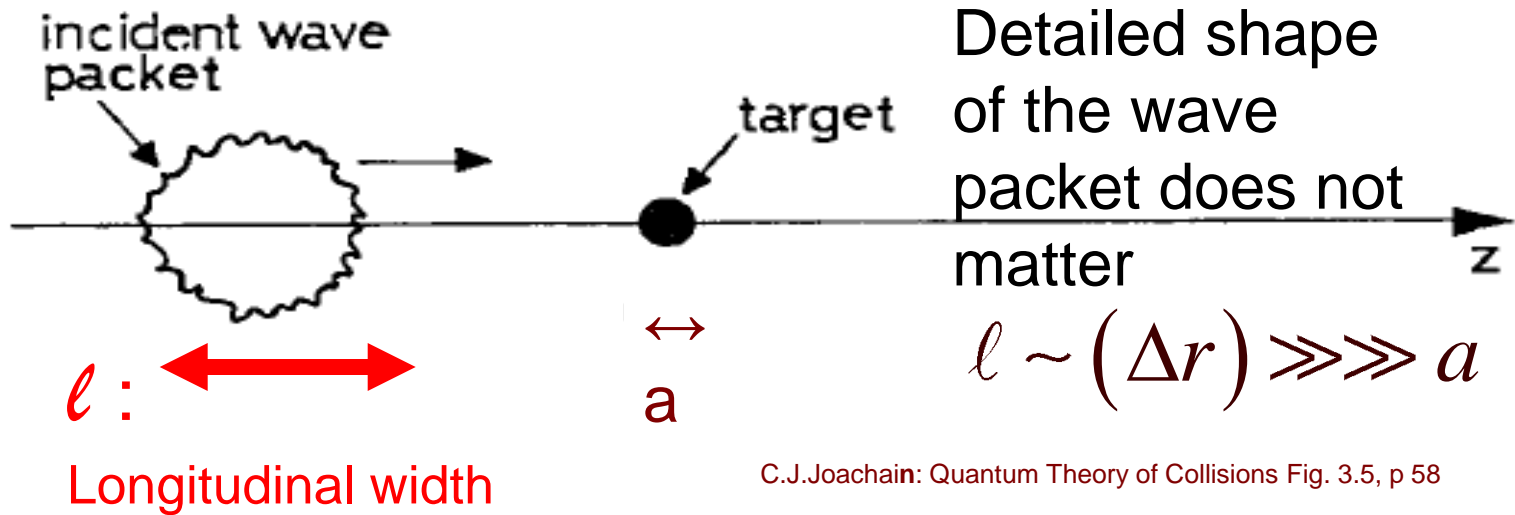 incident wave
packet
target
Detailed shape
of the wave
packet does not
matter
z
ℓ ~ (Δr) >>>> a
ℓ :
↔
a
Longitudinal width
C.J.Joachain: Quantum Theory of Collisions Fig. 3.5, p 58